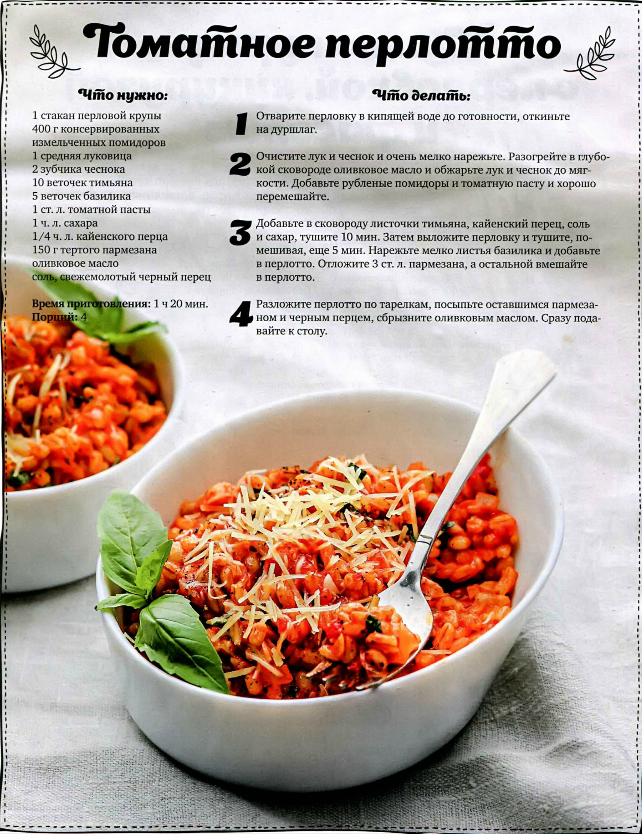 Томатное перлотто
Что нужно:
1 стакан перловой крупы
400 г консервированных
измельченных помидоров
1 средняя луковица
2 зубчика чеснока
10 веточек тимьяна
5 веточек базилика
1 ст. л. томатной пасты
1 ч. л. сахара
1/4 ч. л. кайенского перца
150 г тертого пармезана
оливковое масло
соль, свежемолотый черный перец
Время приготовления: 1 ч 20 мин.
Порций: 4
Что делать:
1 Отварите перловку в кипящей воде до готовности, откиньте
на дуршлаг.
2 Очистите лук и чеснок и очень мелко нарежьте. Разогрейте в глубо-
кой сковороде оливковое масло и обжарьте лук и чеснок до мяг-
кости. Добавьте рубленые помидоры и томатную пасту и хорошо
перемешайте.
3 Добавьте в сковороду листочки тимьяна, кайенский перец, соль
и сахар, тушите 10 мин. Затем выложите перловку и тушите, по-
мешивая, еще 5 мин. Нарежьте мелко листья базилика и добавьте
в перлотто. Отложите 3 ст. л. пармезана, а остальной вмешайте
в перлотто.
4 Разложите перлотто по тарелкам, посыпьте оставшимся пармеза-
ном и черным перцем, сбрызните оливковым маслом. Сразу пода-
вайте к столу.